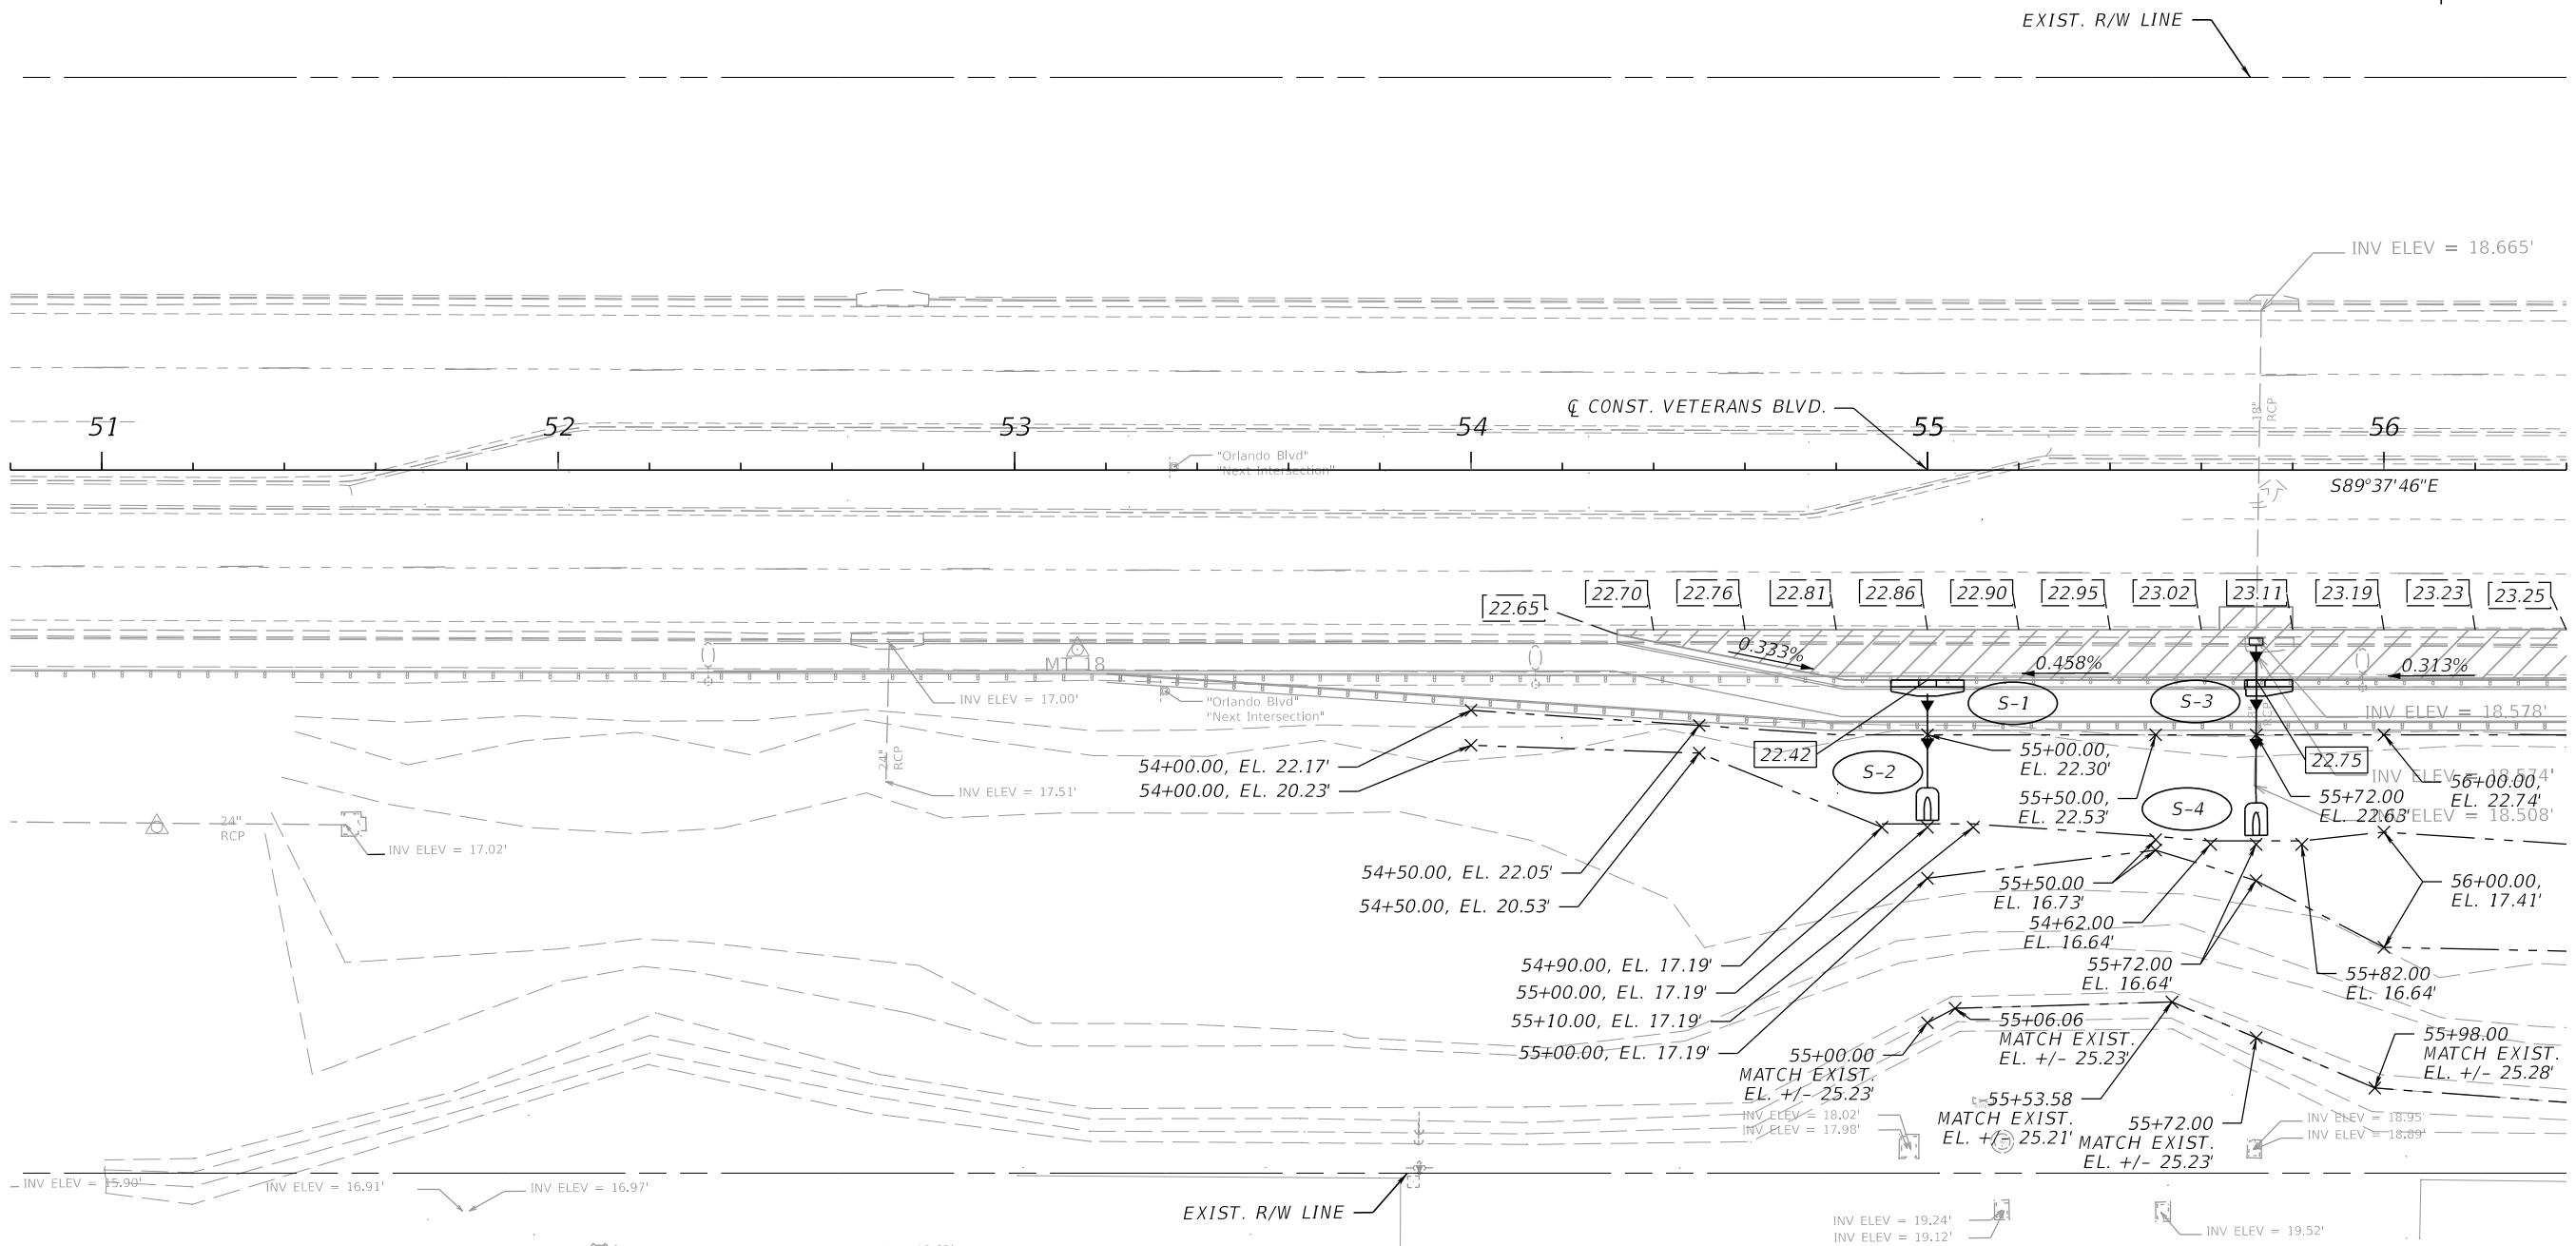 EXIST. R/W LINE
INV ELEV = 18.665'
℄ CONST. VETERANS BLVD.
51
52
53
54
55
56
18"
RCP
"Orlando Blvd"
"Next Intersection"
S89°37'46"E
22.65
22.70
22.76
22.81
22.86
22.90
22.95
23.02
23.11
23.19
23.23
23.25
0.333%
0.458%
0.313%
MT 18
INV ELEV = 17.00'
"Orlando Blvd"
"Next Intersection"
S-1
S-3
INV ELEV = 18.578'
24"
RCP
INV ELEV = 17.51'
54+00.00, EL. 22.17'
54+00.00, EL. 20.23'
22.42
S-2
55+00.00,
EL. 22.30'
55+50.00,
EL. 22.53'
S-4
22.75
INV ELEV = 18.574'
55+72.00
EL. 22.63'
56+00.00,
EL. 22.74'
INV ELEV = 18.508'
24"
RCP
INV ELEV = 17.02'
54+50.00, EL. 22.05'
54+50.00, EL. 20.53'
55+50.00
EL. 16.73'
54+62.00
EL. 16.64'
56+00.00,
EL. 17.41'
54+90.00, EL. 17.19'
55+00.00, EL. 17.19'
55+10.00, EL. 17.19'
55+00.00, EL. 17.19'
55+72.00
EL. 16.64'
55+82.00
EL. 16.64'
55+00.00
MATCH EXIST.
EL. +/- 25.23'
55+06.06
MATCH EXIST.
EL. +/- 25.23'
55+98.00
MATCH EXIST.
EL. +/- 25.28'
55+53.58
MATCH EXIST.
EL. +/- 25.21'
55+72.00
MATCH EXIST.
EL. +/- 25.23'
INV ELEV = 18.02'
INV ELEV = 17.98'
INV ELEV = 18.95'
INV ELEV = 18.89'
INV ELEV = 15.90'
INV ELEV = 16.91'
INV ELEV = 16.97'
EXIST. R/W LINE
INV ELEV = 19.24'
INV ELEV = 19.12'
INV ELEV = 19.52'